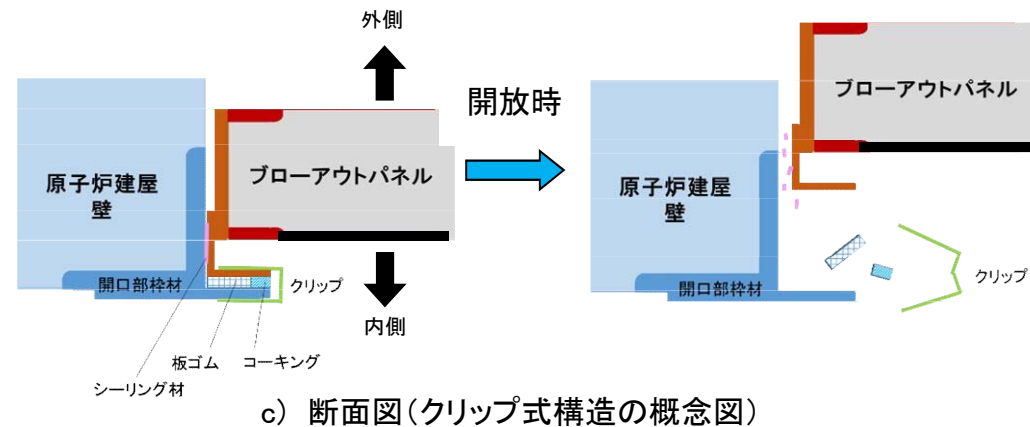 外側
原子炉建屋
壁
ブローアウトパネル
開口部枠材
クリップ
内側
板ゴム
コーキング
シーリング材
開放時
ブローアウトパネル
原子炉建屋
壁
開口部枠材
クリップ
c) 断面図(クリップ式構造の概念図)